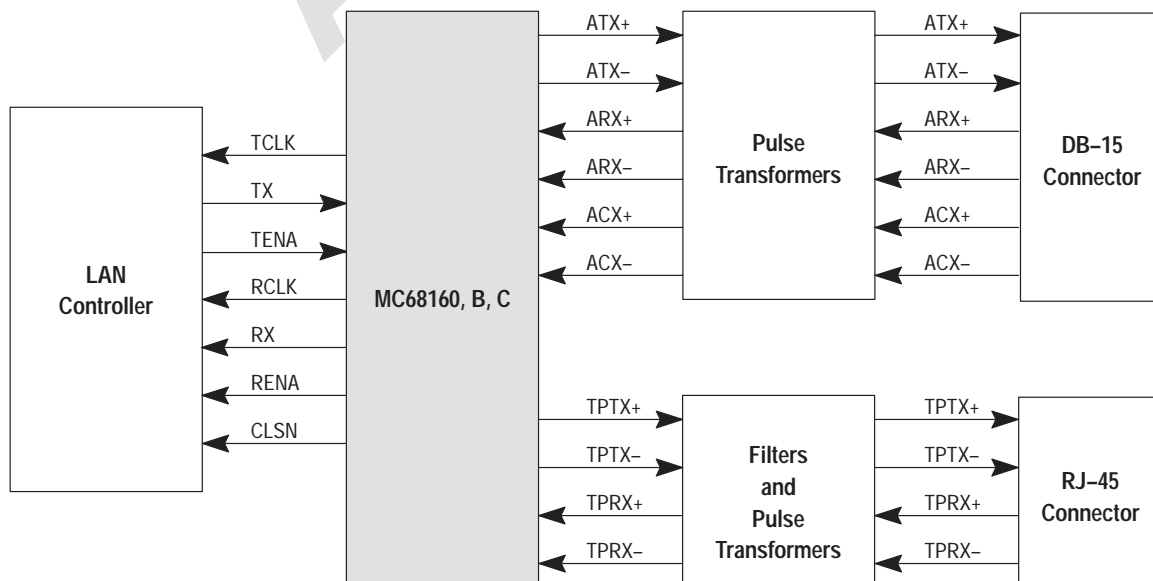 ATX+
ATX–
ARX+
ARX–
ACX+
ACX–
Pulse
Transformers
ATX+
ATX–
ARX+
ARX–
ACX+
ACX–
DB–15
Connector
LAN
Controller
TCLK
TX
TENA
RCLK
RX
RENA
CLSN
MC68160, B, C
TPTX+
TPTX–
TPRX+
TPRX–
Filters
and
Pulse
Transformers
TPTX+
TPTX–
TPRX+
TPRX–
RJ–45
Connector